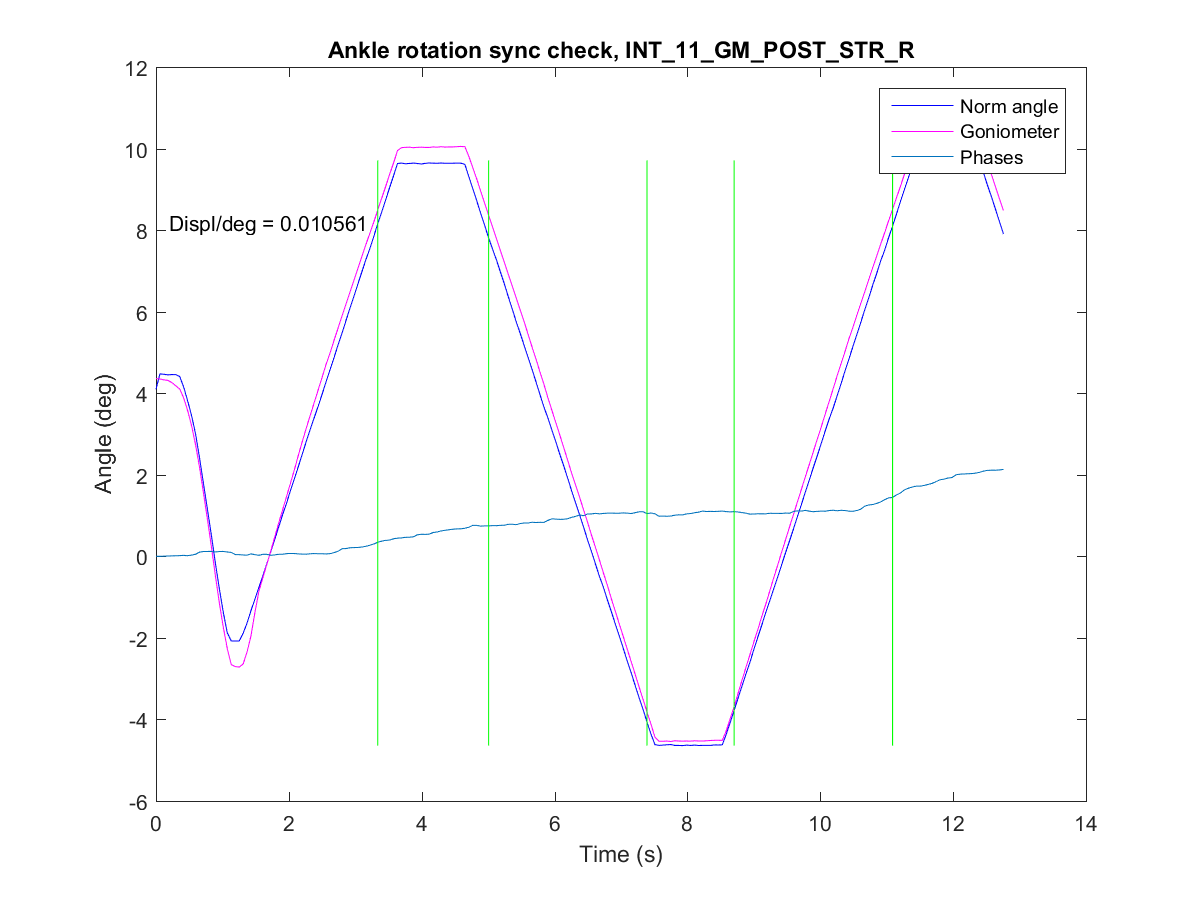 Ankle rotation sync check, INT_11_GM_POST_STR_R
12
10
8
6
4
2
0
-2
-4
-6
Angle (deg)
Displ/deg = 0.010561
Norm angle
Goniometer
Phases
0 2 4 6 8 10 12 14
Time (s)